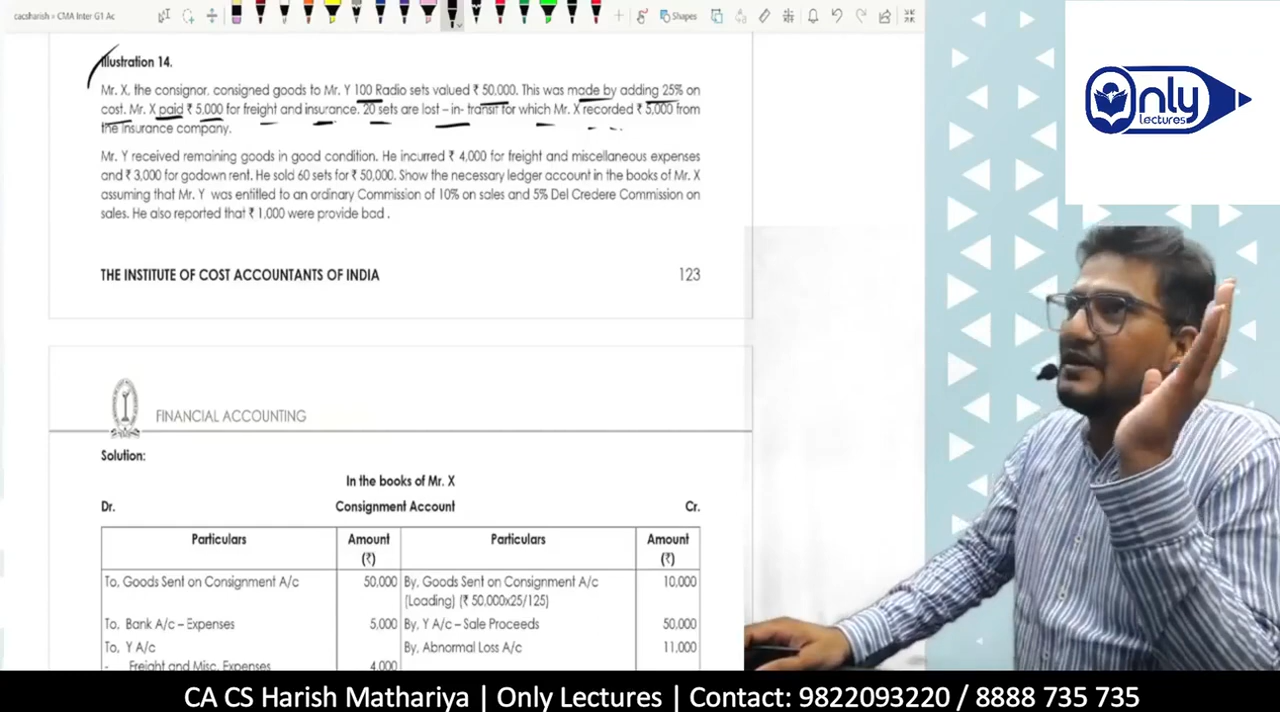 cacsharish » CMA Inter G1 Ac
Shapes
Illustration 14.
Mr. X, the consignor, consigned goods to Mr. Y 100 Radio sets valued ₹ 50,000. This was made by adding 25% on
cost. Mr. X paid ₹ 5,000 for freight and insurance. 20 sets are lost – in- transit for which Mr. X recorded ₹ 5,000 from
the insurance company.
Mr. Y received remaining goods in good condition. He incurred ₹ 4,000 for freight and miscellaneous expenses
and ₹ 3,000 for godown rent. He sold 60 sets for ₹ 50,000. Show the necessary ledger account in the books of Mr. X
assuming that Mr. Y was entitled to an ordinary Commission of 10% on sales and 5% Del Credere Commission on
sales. He also reported that ₹ 1,000 were provide bad .
THE INSTITUTE OF COST ACCOUNTANTS OF INDIA 123
FINANCIAL ACCOUNTING
Solution:
In the books of Mr. X
Dr. Consignment Account Cr.
Particulars Amount Particulars Amount
(₹) (₹)
To, Goods Sent on Consignment A/c 50,000 By, Goods Sent on Consignment A/c 10,000
(Loading) (₹ 50,000x25/125)
To, Bank A/c – Expenses 5,000 By, Y A/c – Sale Proceeds 50,000
To, Y A/c By, Abnormal Loss A/c 11,000
- Freight and Misc. Expenses 4,000
Only
Lectures
CA CS Harish Mathariya | Only Lectures | Contact: 9822093220 / 8888 735 735